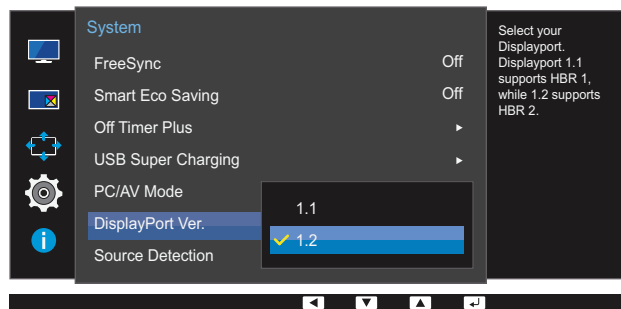 System
FreeSync Off
Smart Eco Saving Off
Off Timer Plus
USB Super Charging
PC/AV Mode
DisplayPort Ver.
Source Detection
1.1
1.2
Select your
Displayport.
Displayport 1.1
supports HBR 1,
while 1.2 supports
HBR 2.